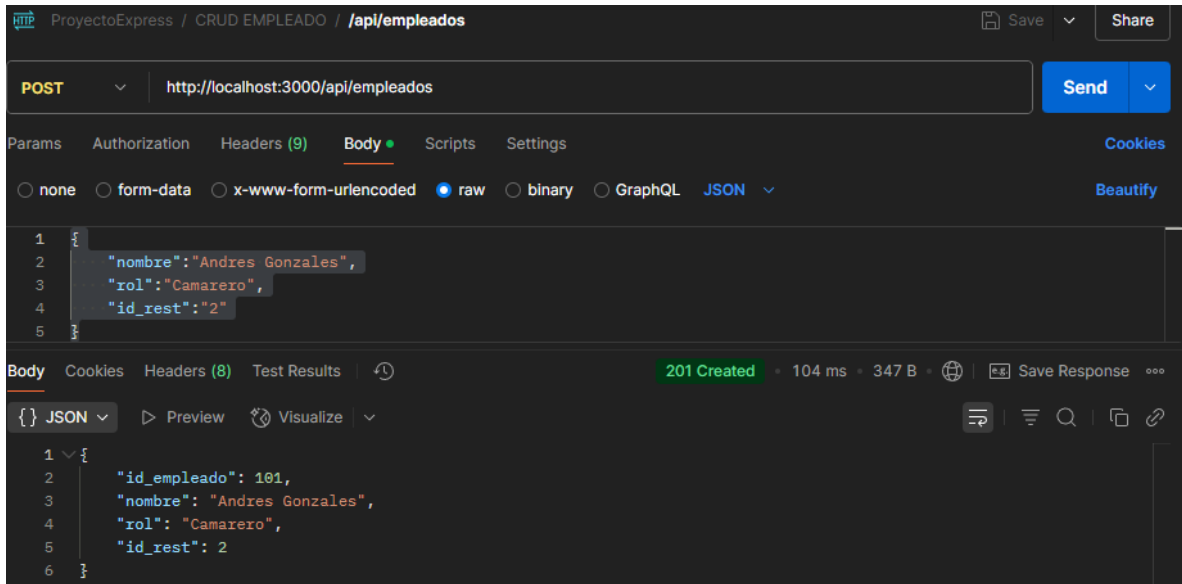 HTTP ProyectoExpress / CRUD EMPLEADO / /api/empleados Save Share
POST http://localhost:3000/api/empleados Send
Params Authorization Headers (9) Body Scripts Settings Cookies
none form-data x-www-form-urlencoded raw binary GraphQL JSON Beautify
1 {
2 "nombre":"Andres Gonzales",
3 "rol":"Camarero",
4 "id_rest":"2"
5 }
Body Cookies Headers (8) Test Results 201 Created 104 ms 347 B e.g. Save Response
{} JSON Preview Visualize
1 {
2 "id_empleado": 101,
3 "nombre": "Andres Gonzales",
4 "rol": "Camarero",
5 "id_rest": 2
6 }